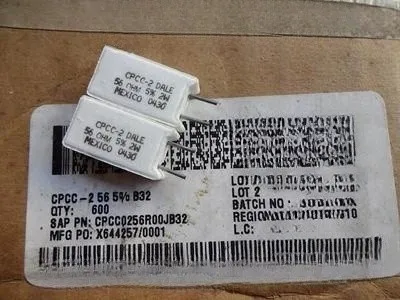 CPCC-2 DALE
56 OHM 5% 2W
MEXICO 0430
CPCC-2 DALE
56 OHM 5% 2W
MEXICO 0430
CPCC -2 56 5% B32
QTY: 600
SAP PN: CPCC0256R00JB32
MFG PO: X644257/0001
LOT 2
BATCH NO
REGION
L.C: